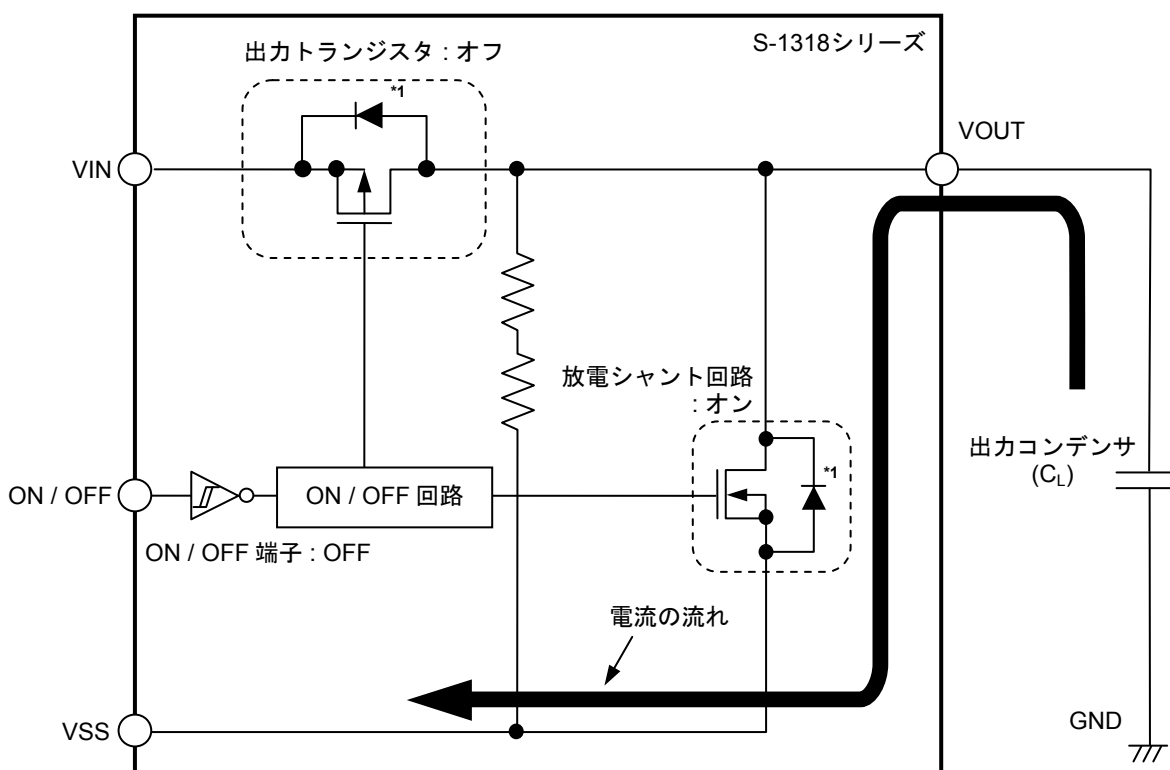 S-1318シリーズ
出力トランジスタ : オフ
*1
VOUT
VIN
放電シャント回路
: オン
*1
出力コンデンサ
(CL)
ON / OFF
ON / OFF 回路
ON / OFF 端子 : OFF
電流の流れ
GND
VSS